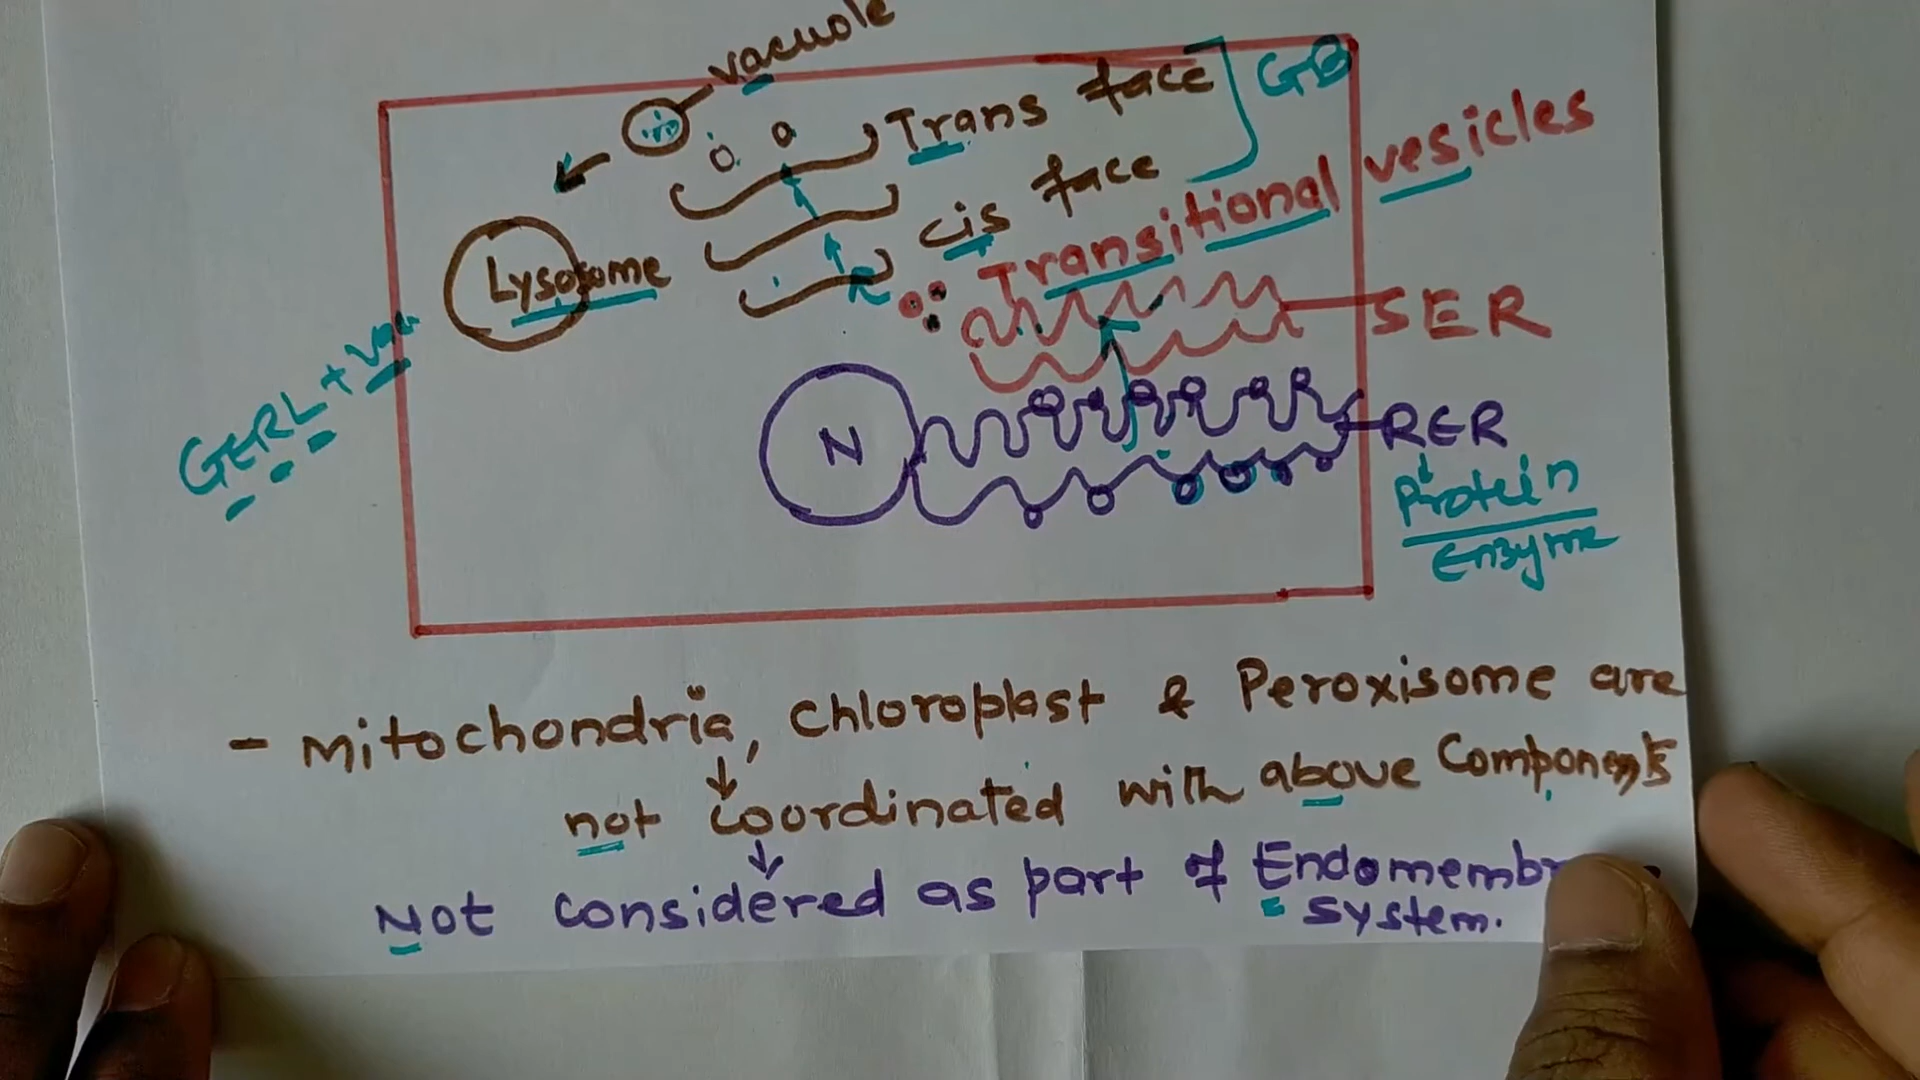 vacuole
Trans face
GB
cis face
Transitional vesicles
Lysosome
SER
GERL + Vac
N
RER
Protein
Enzyme
- Mitochondria, Chloroplast & Peroxisome are
not coordinated with above Components
Not considered as part of Endomembr
system.